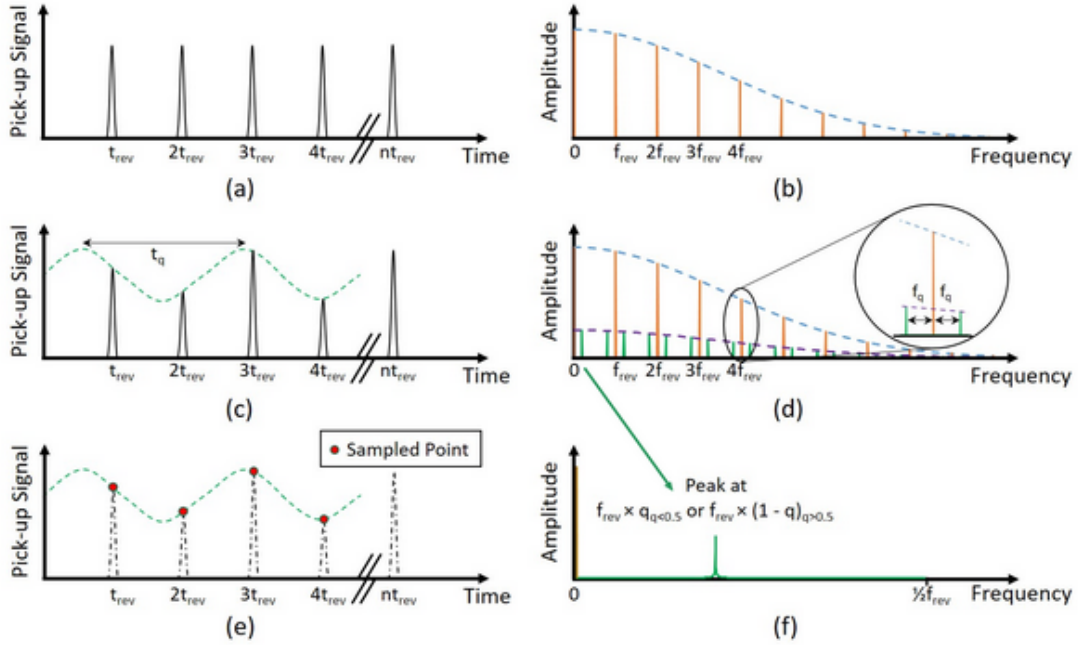 Pick-up Signal
t_rev 2t_rev 3t_rev 4t_rev nt_rev Time
(a)
Amplitude
0 f_rev 2f_rev 3f_rev 4f_rev Frequency
(b)
Pick-up Signal
t_q
t_rev 2t_rev 3t_rev 4t_rev nt_rev Time
(c)
Amplitude
f_q f_q
0 f_rev 2f_rev 3f_rev 4f_rev Frequency
(d)
Pick-up Signal
Sampled Point
t_rev 2t_rev 3t_rev 4t_rev nt_rev Time
(e)
Amplitude
Peak at
f_rev × q_q<0.5 or f_rev × (1 - q)_q>0.5
0 ½f_rev Frequency
(f)